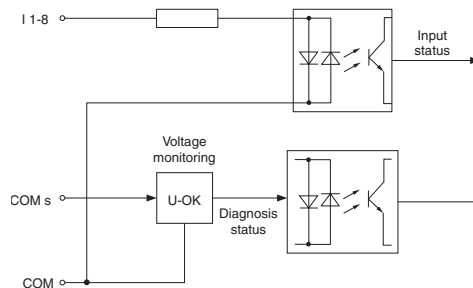 I 1-8
Input
status
Voltage
monitoring
COM s
U-OK
Diagnosis
status
COM